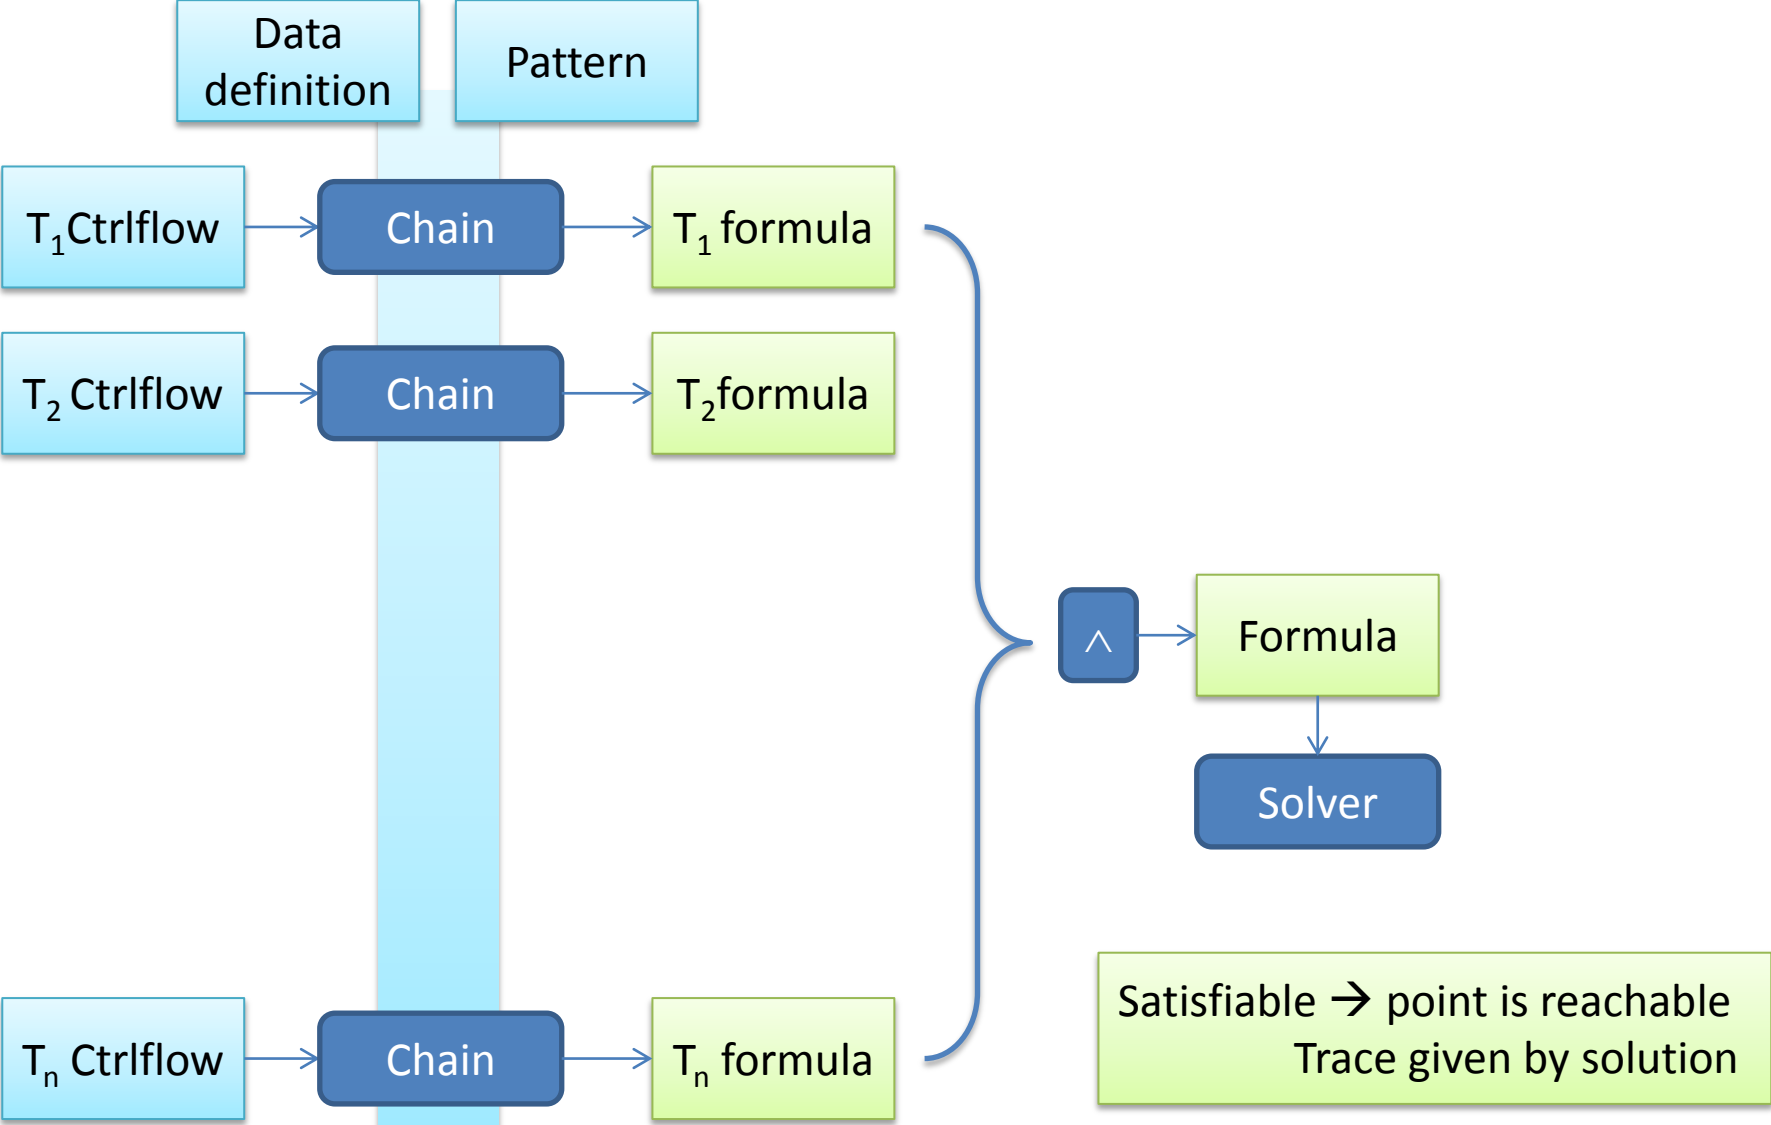 Data
definition
Pattern
T₁Ctrlflow
Chain
T₁ formula
T₂ Ctrlflow
Chain
T₂formula
∧
Formula
Solver
Satisfiable → point is reachable
Trace given by solution
Tₙ Ctrlflow
Chain
Tₙ formula